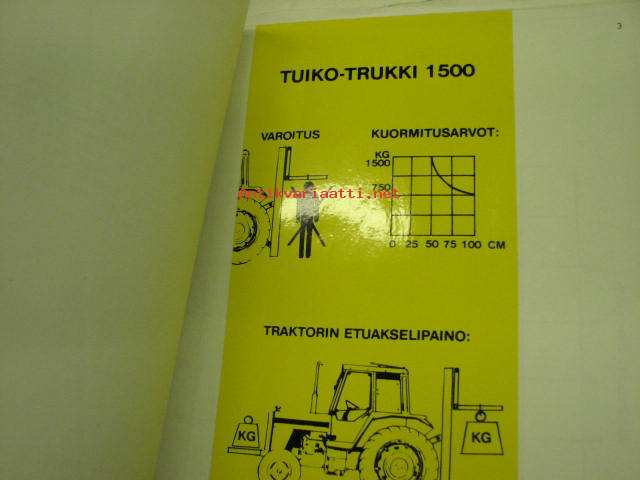 3
TUIKO-TRUKKI 1500
VAROITUS
KUORMITUSARVOT:
KG
1500
750
0 25 50 75 100 CM
Antikvariaatti.net
TRAKTORIN ETUAKSELIPAINO:
KG
KG